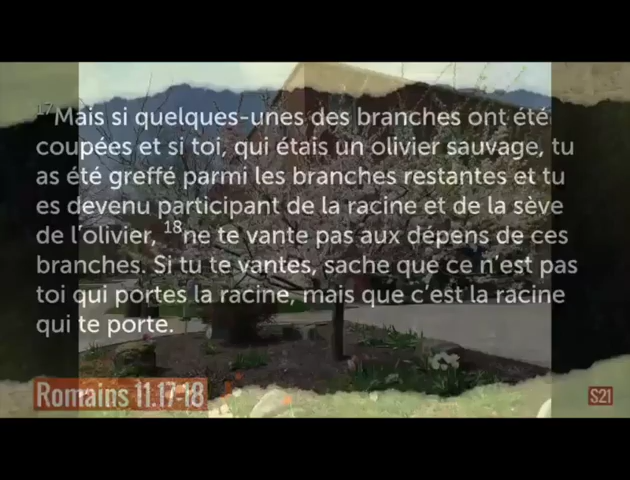 17Mais si quelques-unes des branches ont été
coupées et si toi, qui étais un olivier sauvage, tu
as été greffé parmi les branches restantes et tu
es devenu participant de la racine et de la sève
de l'olivier, 18ne te vante pas aux dépens de ces
branches. Si tu te vantes, sache que ce n'est pas
toi qui portes la racine, mais que c'est la racine
qui te porte.
Romains 11.17-18
S21